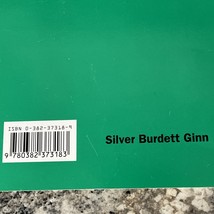 ISBN 0-382-37318-9
Silver Burdett Ginn
9 780382 373183